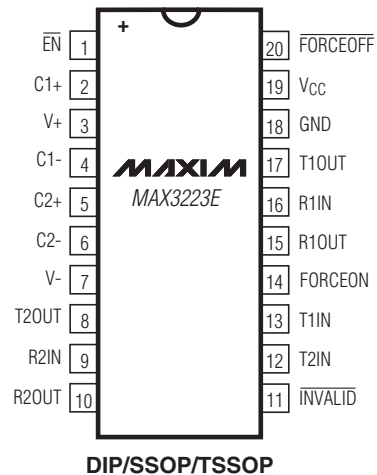 +
EN 1 20 FORCEOFF
C1+ 2 19 VCC
V+ 3 18 GND
C1- 4 17 T1OUT
C2+ 5 16 R1IN
C2- 6 15 R1OUT
V- 7 14 FORCEON
T2OUT 8 13 T1IN
R2IN 9 12 T2IN
R2OUT 10 11 INVALID
MAXIM
MAX3223E
DIP/SSOP/TSSOP